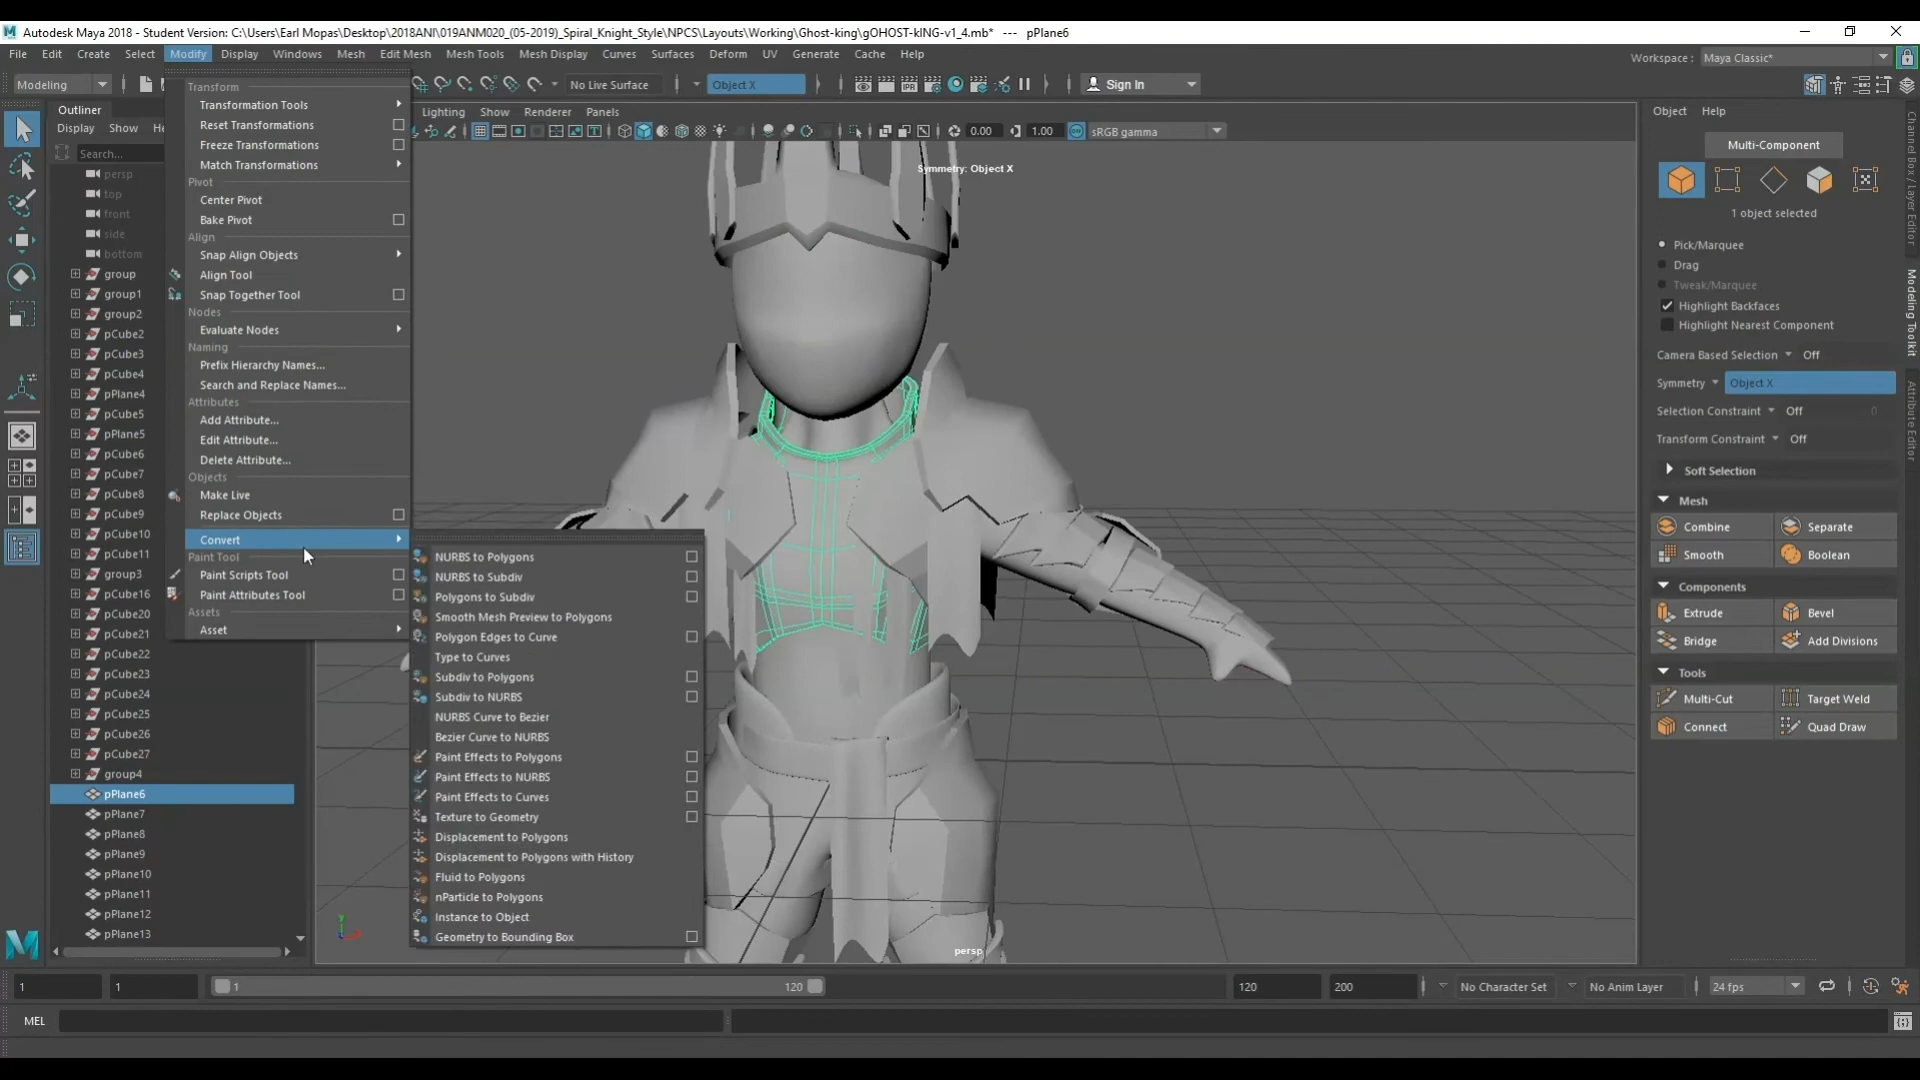 Autodesk Maya 2018 - Student Version: C:\Users\Earl Mopas\Desktop\2018ANI\019ANM020_(05-2019)_Spiral_Knight_Style\NPCS\Layouts\Working\Ghost-king\gOHOST-kING-v1_4.mb* --- pPlane6
File Edit Create Select Modify Display Windows Mesh Edit Mesh Mesh Tools Mesh Display Curves Surfaces Deform UV Generate Cache Help
Workspace : Maya Classic*
Modeling
No Live Surface
Object X
Sign In
Outliner
Display Show He
Search...
persp
top
front
side
bottom
group
group1
group2
pCube2
pCube3
pCube4
pPlane4
pCube5
pPlane5
pCube6
pCube7
pCube8
pCube9
pCube10
pCube11
group3
pCube16
pCube20
pCube21
pCube22
pCube23
pCube24
pCube25
pCube26
pCube27
group4
pPlane6
pPlane7
pPlane8
pPlane9
pPlane10
pPlane11
pPlane12
pPlane13
Transform
Transformation Tools
Reset Transformations
Freeze Transformations
Match Transformations
Pivot
Center Pivot
Bake Pivot
Align
Snap Align Objects
Align Tool
Snap Together Tool
Nodes
Evaluate Nodes
Naming
Prefix Hierarchy Names...
Search and Replace Names...
Attributes
Add Attribute...
Edit Attribute...
Delete Attribute...
Objects
Make Live
Replace Objects
Convert
Paint Tool
Paint Scripts Tool
Paint Attributes Tool
Assets
Asset
NURBS to Polygons
NURBS to Subdiv
Polygons to Subdiv
Smooth Mesh Preview to Polygons
Polygon Edges to Curve
Type to Curves
Subdiv to Polygons
Subdiv to NURBS
NURBS Curve to Bezier
Bezier Curve to NURBS
Paint Effects to Polygons
Paint Effects to NURBS
Paint Effects to Curves
Texture to Geometry
Displacement to Polygons
Displacement to Polygons with History
Fluid to Polygons
nParticle to Polygons
Instance to Object
Geometry to Bounding Box
Lighting Show Renderer Panels
0.00 1.00 sRGB gamma
Symmetry: Object X
persp
Object Help
Multi-Component
1 object selected
Pick/Marquee
Drag
Tweak/Marquee
Highlight Backfaces
Highlight Nearest Component
Camera Based Selection Off
Symmetry Object X
Selection Constraint Off 0
Transform Constraint Off
Soft Selection
Mesh
Combine Separate
Smooth Boolean
Components
Extrude Bevel
Bridge Add Divisions
Tools
Multi-Cut Target Weld
Connect Quad Draw
Channel Box / Layer Editor
Modeling Toolkit
Attribute Editor
1 1 1 120 120 200 No Character Set No Anim Layer 24 fps
MEL